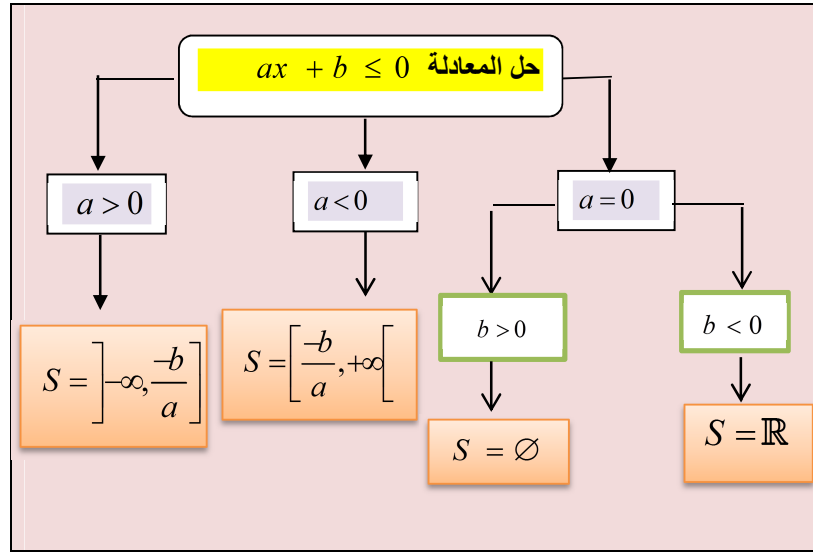 حل المعادلة ax + b ≤ 0
a > 0
a < 0
a = 0
b > 0
b < 0
S = ]−∞, −b/a]
S = [−b/a, +∞[
S = ∅
S = ℝ